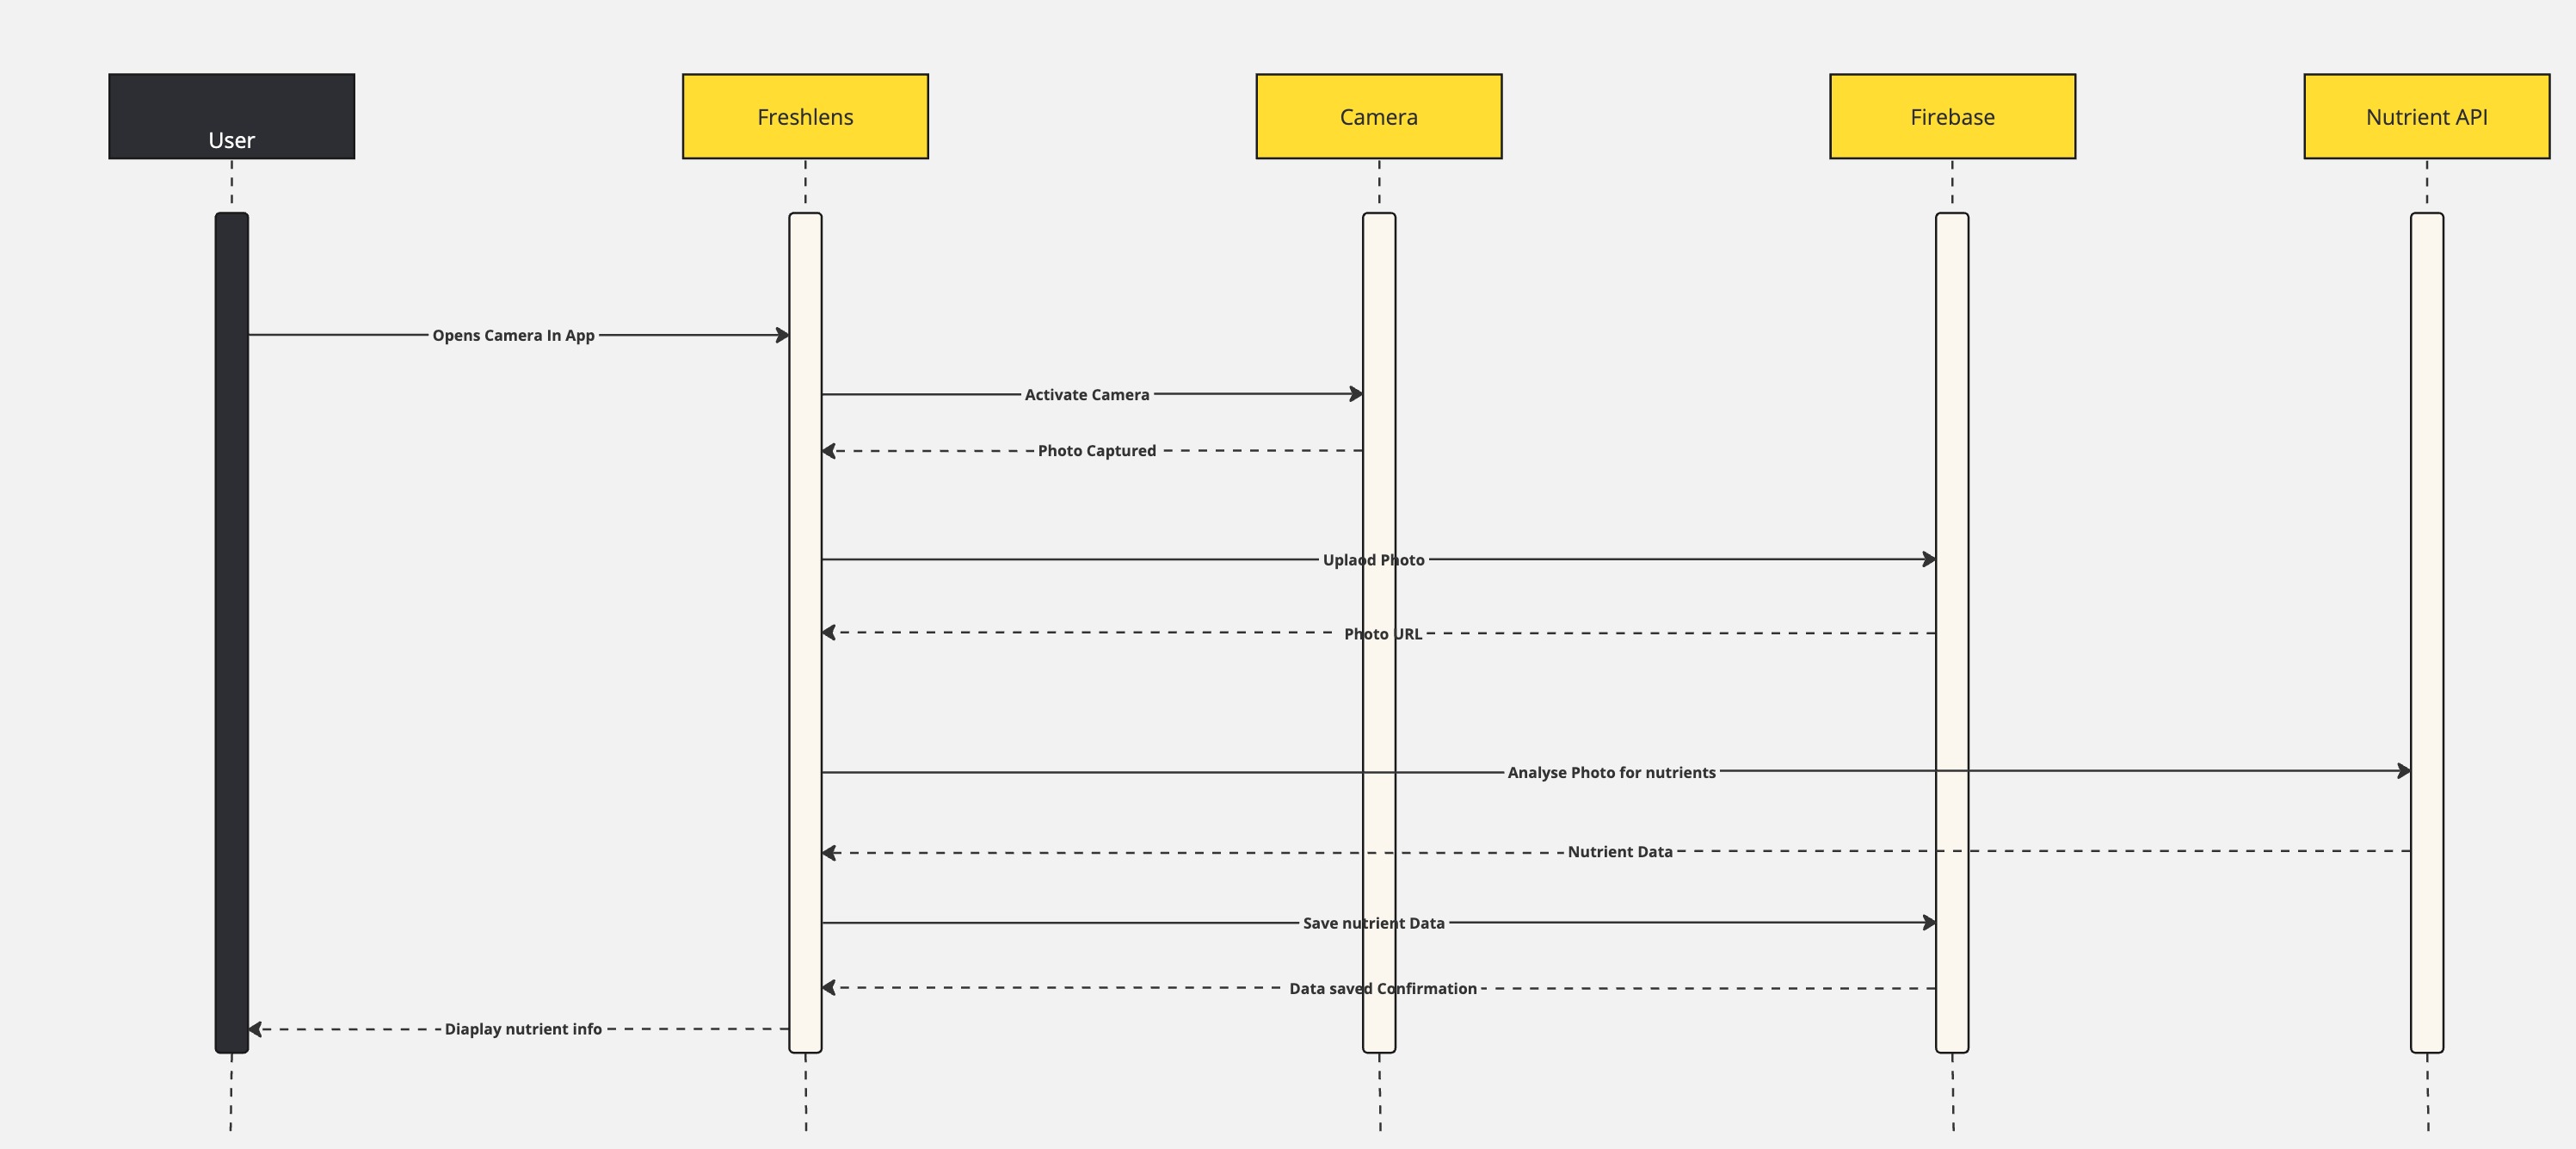 User
Freshlens
Camera
Firebase
Nutrient API
Opens Camera In App
Activate Camera
Photo Captured
Uplaod Photo
Photo URL
Analyse Photo for nutrients
Nutrient Data
Save nutrient Data
Data saved Confirmation
Diaplay nutrient info